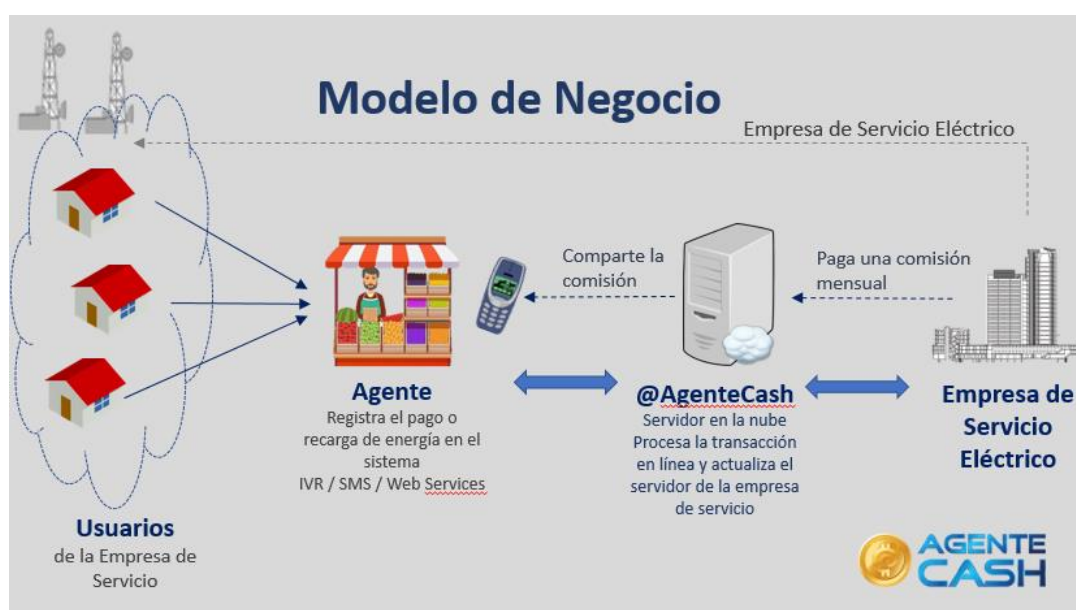 Modelo de Negocio
Empresa de Servicio Eléctrico
Comparte la
comisión
Paga una comisión
mensual
Agente
Registra el pago o
recarga de energía en el
sistema
IVR / SMS / Web Services
@AgenteCash
Servidor en la nube
Procesa la transacción
en línea y actualiza el
servidor de la empresa
de servicio
Empresa de
Servicio
Eléctrico
Usuarios
de la Empresa de
Servicio
AGENTE
CASH